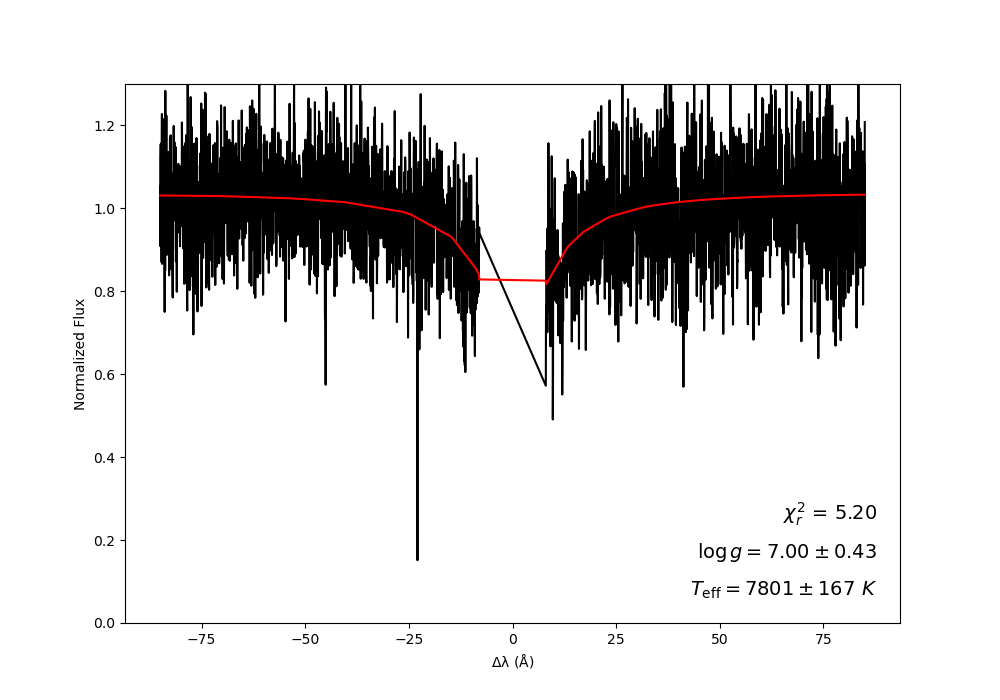 1.2
1.0
0.8
0.6
0.4
0.2
0.0
Normalized Flux
χ²ᵣ = 5.20
log g = 7.00 ± 0.43
T_eff = 7801 ± 167 K
−75 −50 −25 0 25 50 75
Δλ (Å)